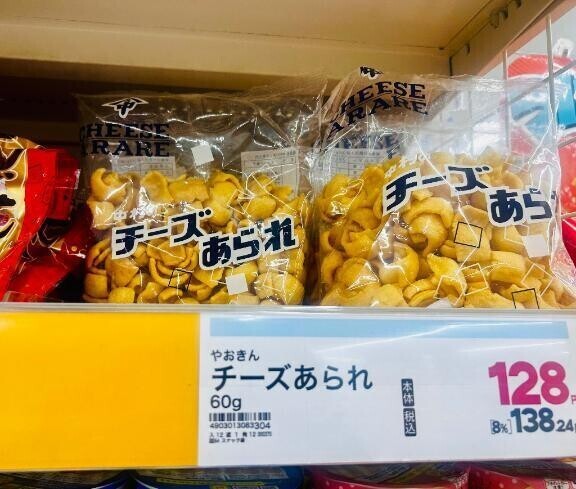 CHEESE
ARARE
チーズ
あられ
CHEESE
ARARE
チーズ
あら
やおきん
チーズあられ
60g
4903013083304
本体
税込
128
8% 138.24